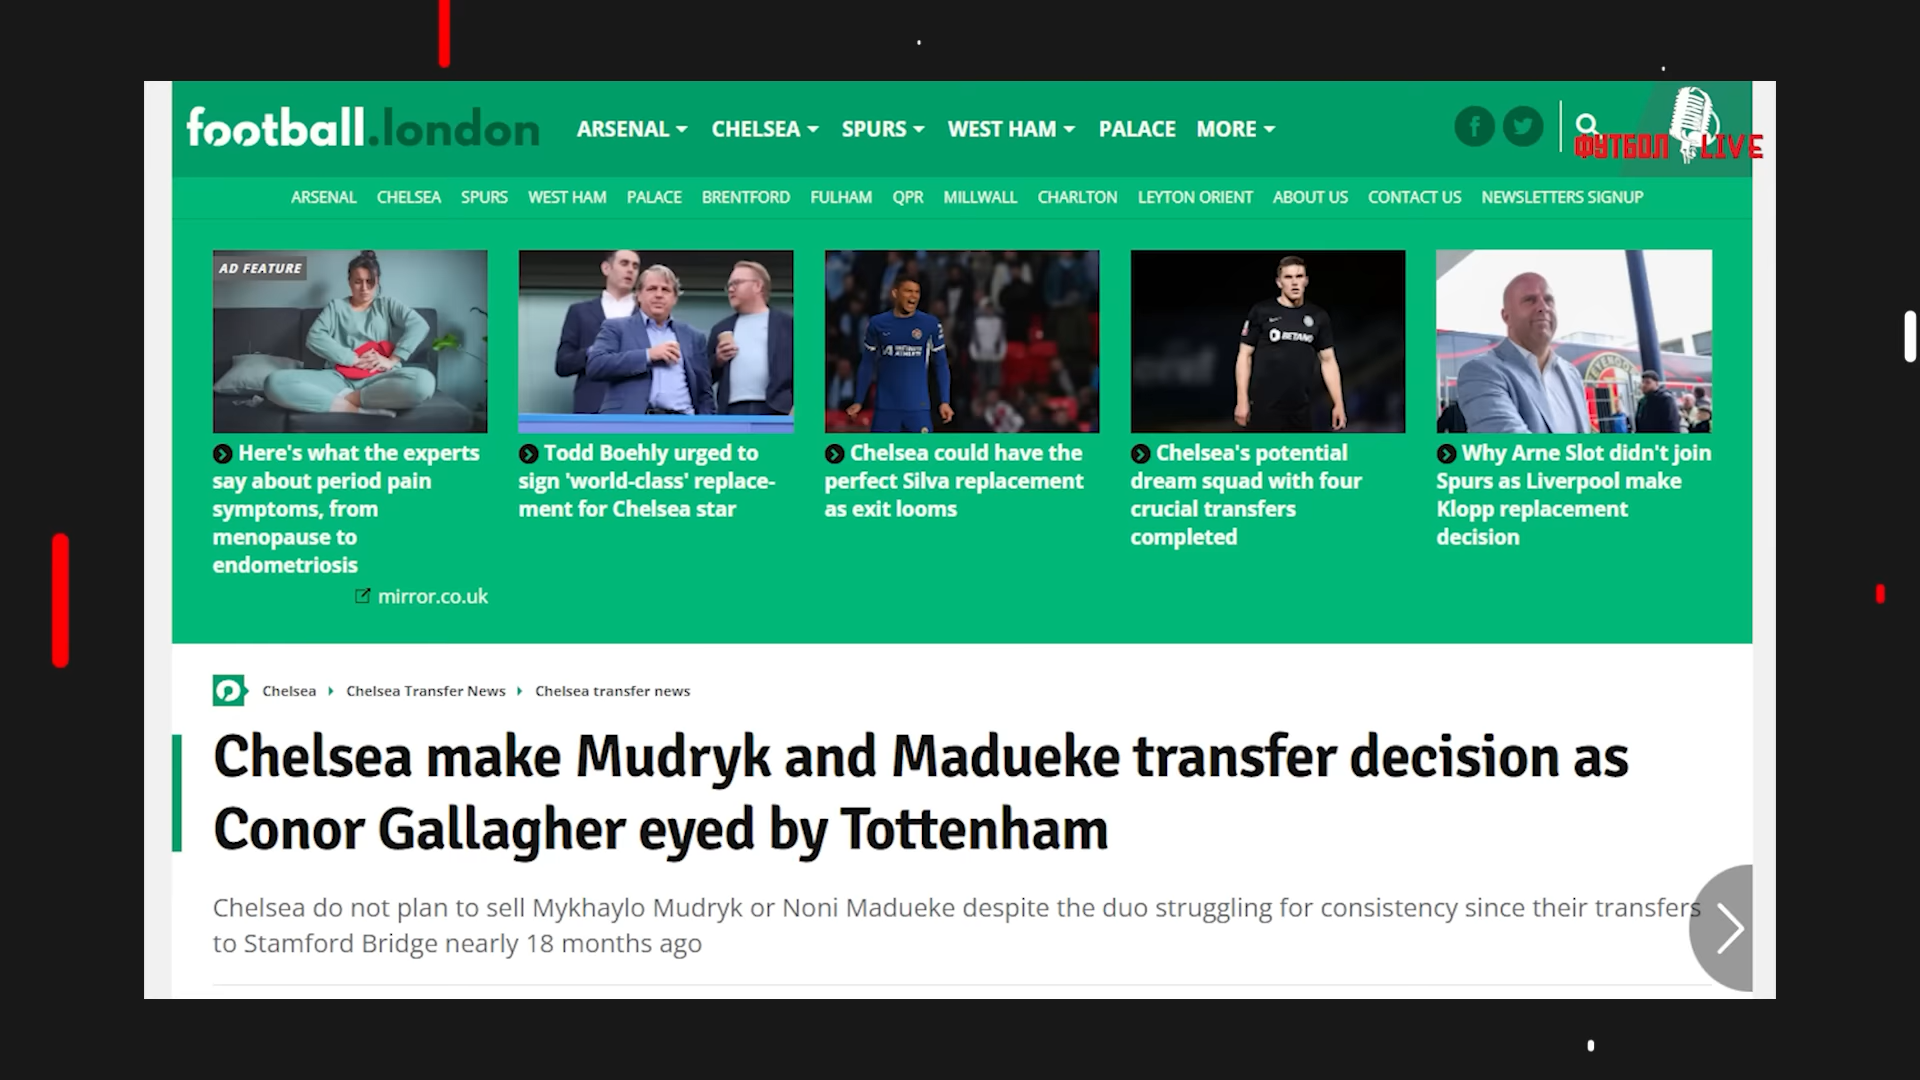 football.london
ARSENAL CHELSEA SPURS WEST HAM PALACE MORE
ФУТБОЛ LIVE
ARSENAL CHELSEA SPURS WEST HAM PALACE BRENTFORD FULHAM QPR MILLWALL CHARLTON LEYTON ORIENT ABOUT US CONTACT US NEWSLETTERS SIGNUP
AD FEATURE
Here's what the experts
say about period pain
symptoms, from
menopause to
endometriosis
mirror.co.uk
BETANO
Todd Boehly urged to
sign 'world-class' replace-
ment for Chelsea star
Chelsea could have the
perfect Silva replacement
as exit looms
Chelsea's potential
dream squad with four
crucial transfers
completed
Why Arne Slot didn't join
Spurs as Liverpool make
Klopp replacement
decision
Chelsea Chelsea Transfer News Chelsea transfer news
Chelsea make Mudryk and Madueke transfer decision as
Conor Gallagher eyed by Tottenham
Chelsea do not plan to sell Mykhaylo Mudryk or Noni Madueke despite the duo struggling for consistency since their transfers
to Stamford Bridge nearly 18 months ago